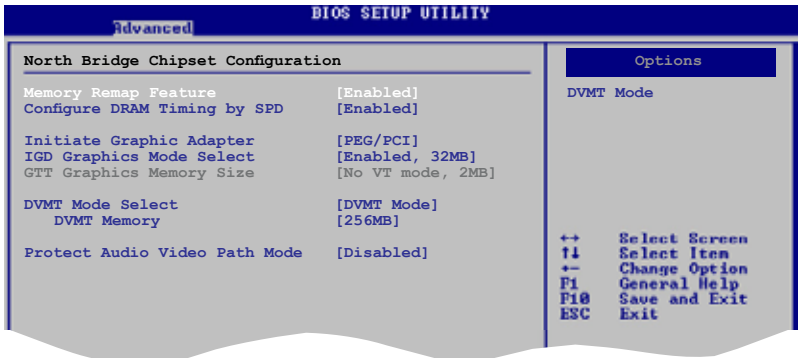 BIOS SETUP UTILITY
Advanced
North Bridge Chipset Configuration
Memory Remap Feature [Enabled]
Configure DRAM Timing by SPD [Enabled]
Initiate Graphic Adapter [PEG/PCI]
IGD Graphics Mode Select [Enabled, 32MB]
GTT Graphics Memory Size [No VT mode, 2MB]
DVMT Mode Select [DVMT Mode]
DVMT Memory [256MB]
Protect Audio Video Path Mode [Disabled]
Options
DVMT Mode
←→ Select Screen
↑↓ Select Item
+- Change Option
F1 General Help
F10 Save and Exit
ESC Exit